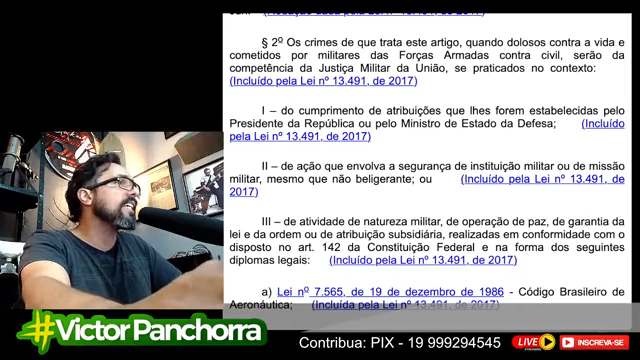 § 2º Os crimes de que trata este artigo, quando dolosos contra a vida e
cometidos por militares das Forças Armadas contra civil, serão da
competência da Justiça Militar da União, se praticados no contexto:
(Incluído pela Lei nº 13.491, de 2017)
I – do cumprimento de atribuições que lhes forem estabelecidas pelo
Presidente da República ou pelo Ministro de Estado da Defesa; (Incluído
pela Lei nº 13.491, de 2017)
II – de ação que envolva a segurança de instituição militar ou de missão
militar, mesmo que não beligerante; ou (Incluído pela Lei nº 13.491, de
2017)
III – de atividade de natureza militar, de operação de paz, de garantia da
lei e da ordem ou de atribuição subsidiária, realizadas em conformidade com o
disposto no art. 142 da Constituição Federal e na forma dos seguintes
diplomas legais: (Incluído pela Lei nº 13.491, de 2017)
a) Lei nº 7.565, de 19 de dezembro de 1986 - Código Brasileiro de
Aeronáutica; (Incluída pela Lei nº 13.491, de 2017)
#VictorPanchorra
Contribua: PIX - 19 999294545
LIVE
INSCREVA-SE